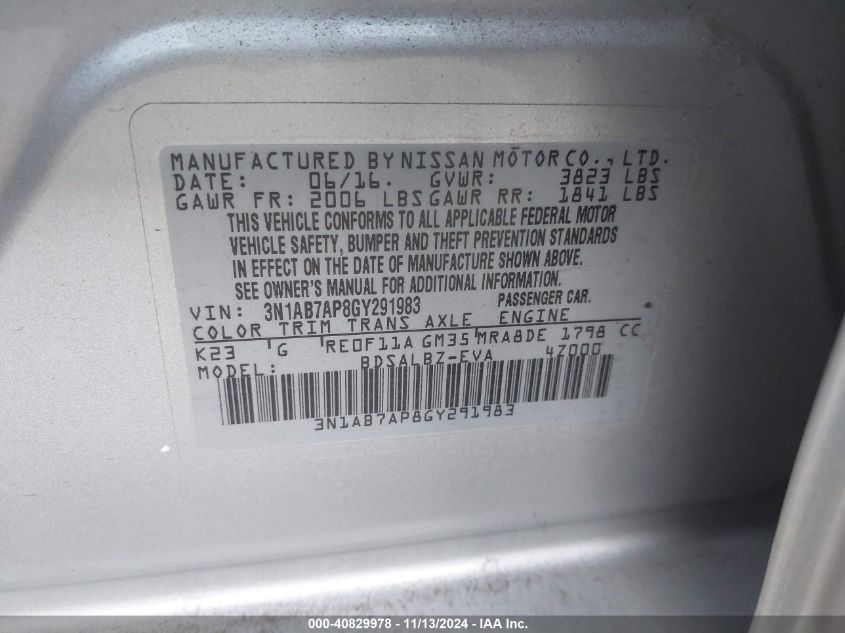 MANUFACTURED BY NISSAN MOTOR CO., LTD.
DATE: 06/16. GVWR: 3823 LBS
GAWR FR: 2006 LBS GAWR RR: 1841 LBS
THIS VEHICLE CONFORMS TO ALL APPLICABLE FEDERAL MOTOR
VEHICLE SAFETY, BUMPER AND THEFT PREVENTION STANDARDS
IN EFFECT ON THE DATE OF MANUFACTURE SHOWN ABOVE.
SEE OWNER'S MANUAL FOR ADDITIONAL INFORMATION.
VIN: 3N1AB7AP8GY291983 PASSENGER CAR.
COLOR TRIM TRANS AXLE ENGINE
K23 'G 'RE0F11A GM35'MRA8DE 1798 CC
MODEL: BDSALBZ-EVA 4Z000
3N1AB7AP8GY291983
000-40829978 - 11/13/2024 - IAA Inc.